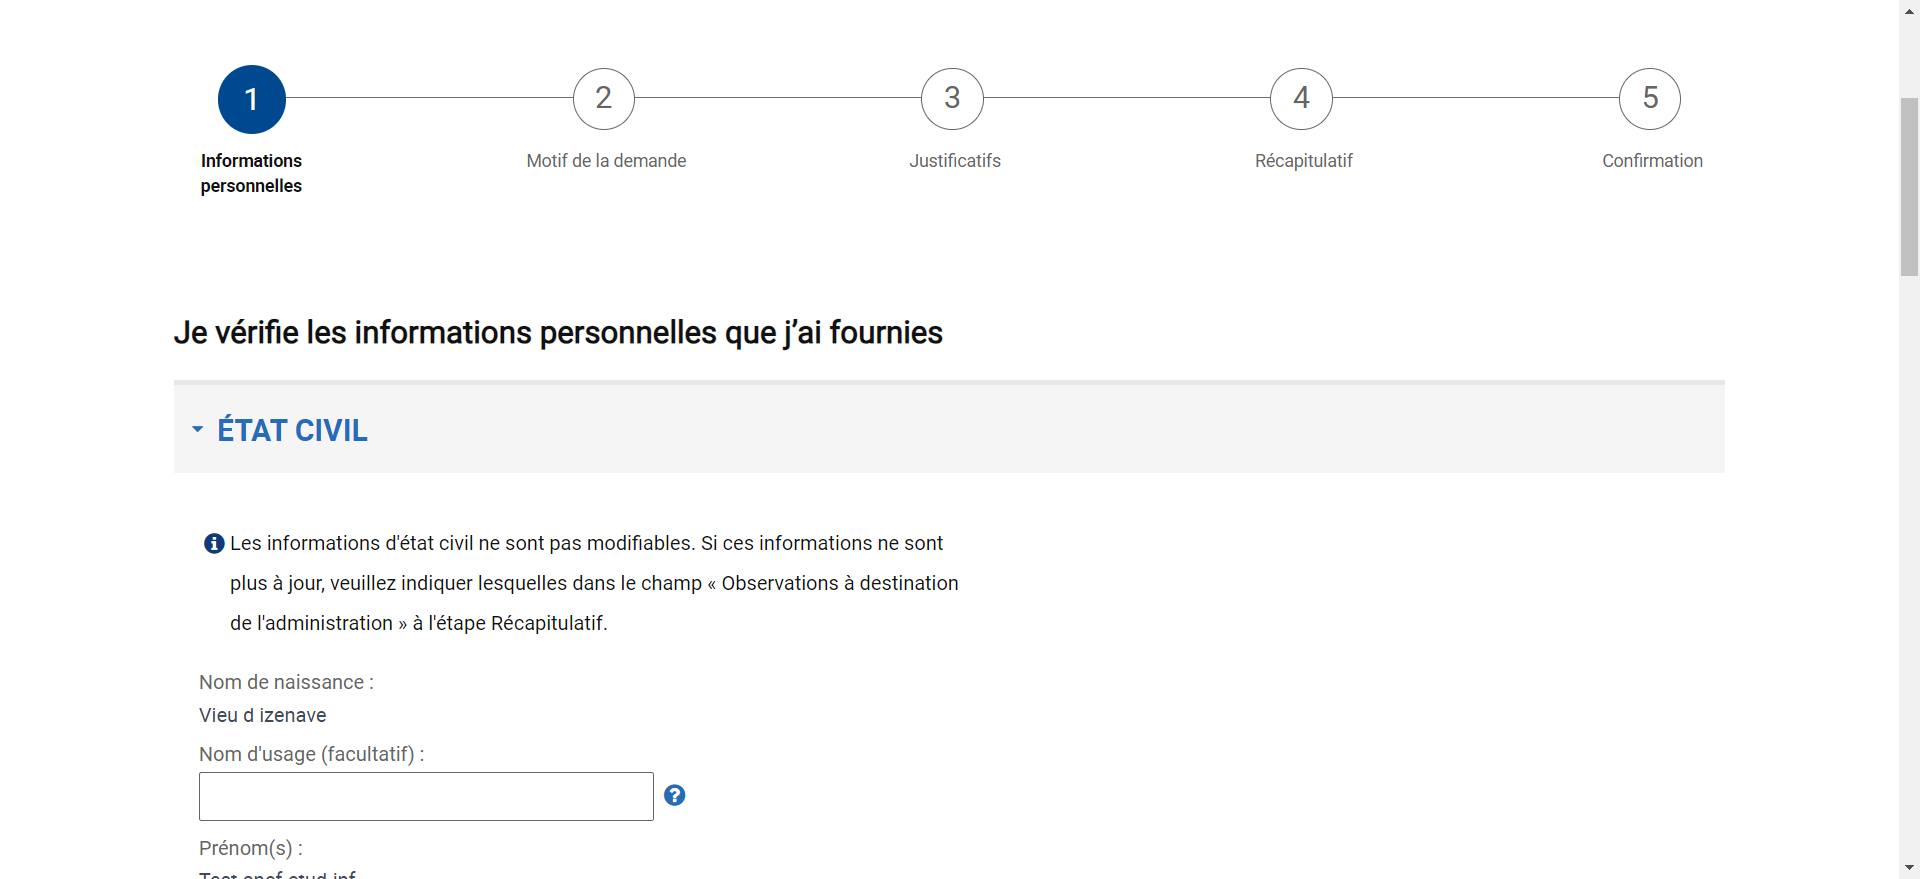 1
2
3
4
5
Informations
personnelles
Motif de la demande
Justificatifs
Récapitulatif
Confirmation
Je vérifie les informations personnelles que j’ai fournies
ÉTAT CIVIL
Les informations d'état civil ne sont pas modifiables. Si ces informations ne sont
plus à jour, veuillez indiquer lesquelles dans le champ « Observations à destination
de l'administration » à l'étape Récapitulatif.
Nom de naissance :
Vieu d izenave
Nom d'usage (facultatif) :
?
Prénom(s) :